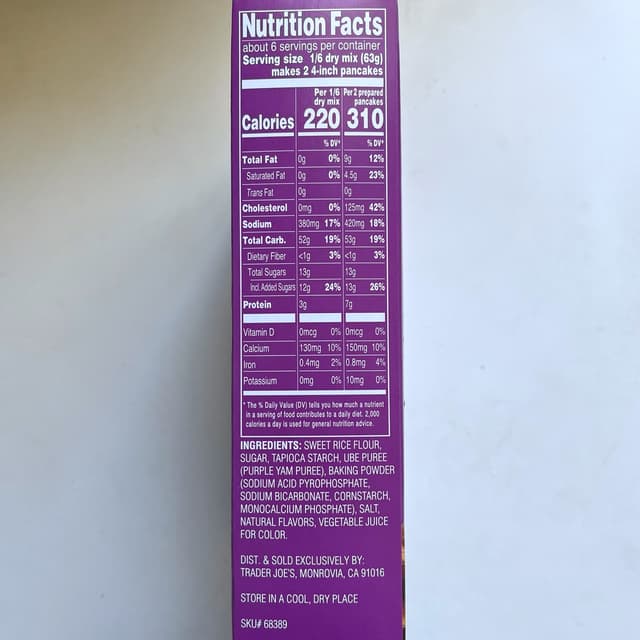 Nutrition Facts
about 6 servings per container
Serving size 1/6 dry mix (63g)
makes 2 4-inch pancakes
Per 1/6 dry mix Per 2 prepared pancakes
Calories 220 310
% DV* % DV*
Total Fat 0g 0% 9g 12%
Saturated Fat 0g 0% 4.5g 23%
Trans Fat 0g 0g
Cholesterol 0mg 0% 125mg 42%
Sodium 380mg 17% 420mg 18%
Total Carb. 52g 19% 53g 19%
Dietary Fiber <1g 3% <1g 3%
Total Sugars 13g 13g
Incl. Added Sugars 12g 24% 13g 26%
Protein 3g 7g
Vitamin D 0mcg 0% 0mcg 0%
Calcium 130mg 10% 150mg 10%
Iron 0.4mg 2% 0.8mg 4%
Potassium 0mg 0% 10mg 0%
* The % Daily Value (DV) tells you how much a nutrient
in a serving of food contributes to a daily diet. 2,000
calories a day is used for general nutrition advice.
INGREDIENTS: SWEET RICE FLOUR,
SUGAR, TAPIOCA STARCH, UBE PUREE
(PURPLE YAM PUREE), BAKING POWDER
(SODIUM ACID PYROPHOSPHATE,
SODIUM BICARBONATE, CORNSTARCH,
MONOCALCIUM PHOSPHATE), SALT,
NATURAL FLAVORS, VEGETABLE JUICE
FOR COLOR.
DIST. & SOLD EXCLUSIVELY BY:
TRADER JOE'S, MONROVIA, CA 91016
STORE IN A COOL, DRY PLACE
SKU# 68389